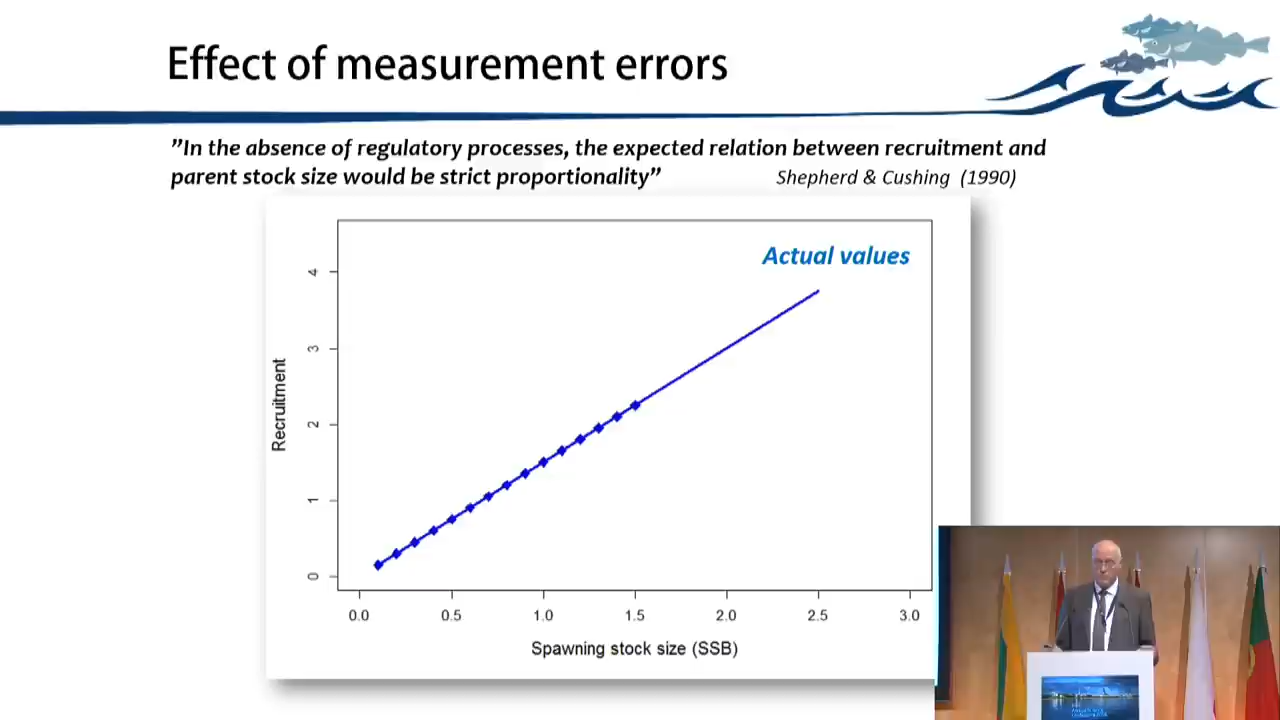 Effect of measurement errors
”In the absence of regulatory processes, the expected relation between recruitment and
parent stock size would be strict proportionality”
Shepherd & Cushing (1990)
Actual values
4
3
2
1
0
Recruitment
0.0 0.5 1.0 1.5 2.0 2.5 3.0
Spawning stock size (SSB)